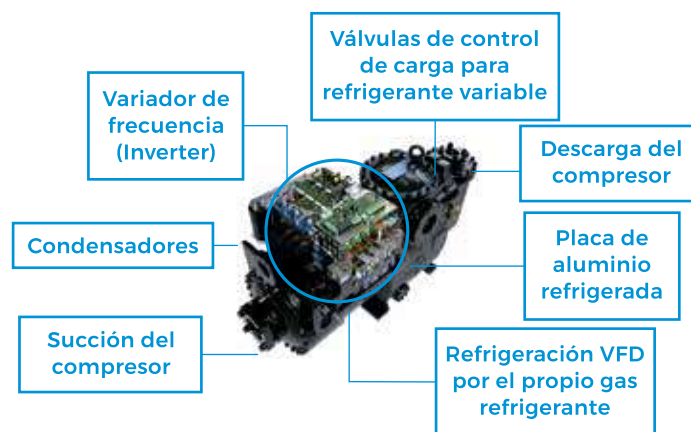 Válvulas de control
de carga para
refrigerante variable
Variador de
frecuencia
(Inverter)
Descarga del
compresor
Condensadores
Placa de
aluminio
refrigerada
Succión del
compresor
Refrigeración VFD
por el propio gas
refrigerante